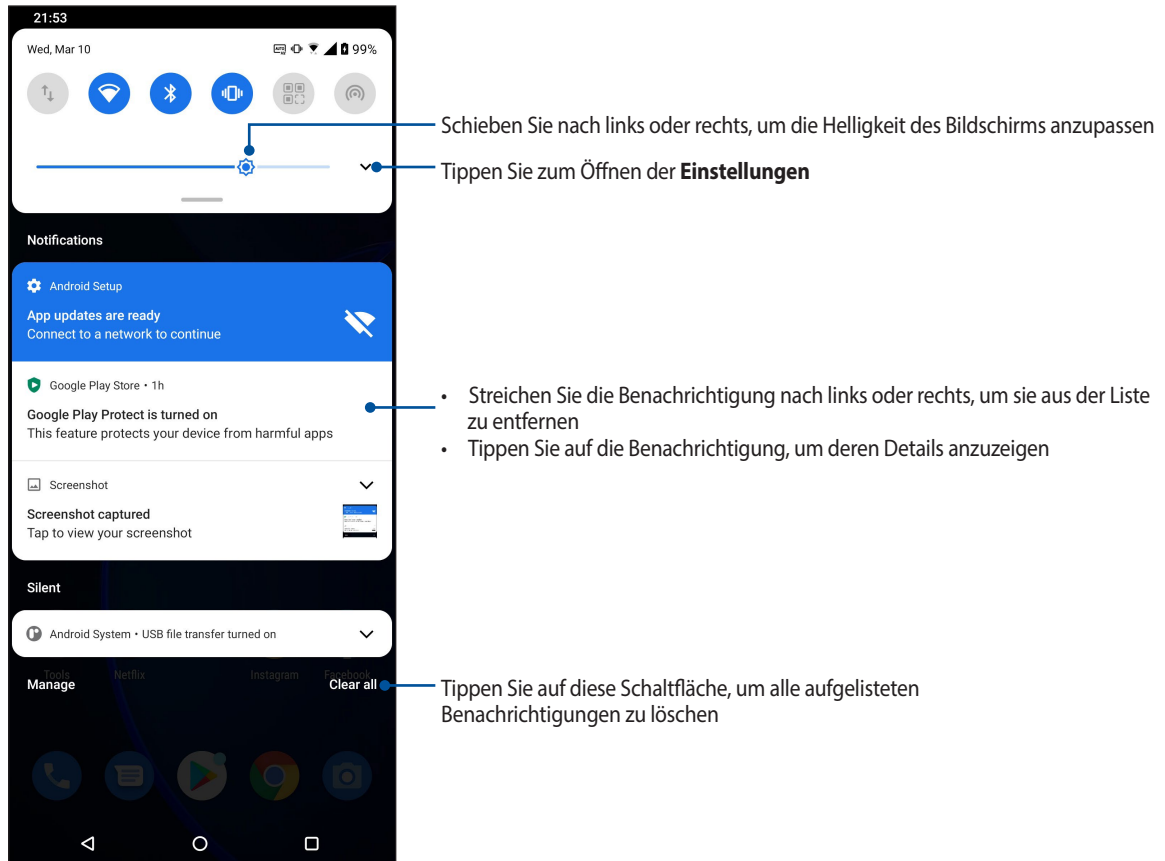 21:53
Wed, Mar 10
99%
Schieben Sie nach links oder rechts, um die Helligkeit des Bildschirms anzupassen
Tippen Sie zum Öffnen der Einstellungen
Notifications
Android Setup
App updates are ready
Connect to a network to continue
Google Play Store • 1h
Google Play Protect is turned on
This feature protects your device from harmful apps
• Streichen Sie die Benachrichtigung nach links oder rechts, um sie aus der Liste
zu entfernen
• Tippen Sie auf die Benachrichtigung, um deren Details anzuzeigen
Screenshot
Screenshot captured
Tap to view your screenshot
Silent
Android System • USB file transfer turned on
Tools Netflix Instagram Facebook
Manage Clear all
Tippen Sie auf diese Schaltfläche, um alle aufgelisteten
Benachrichtigungen zu löschen